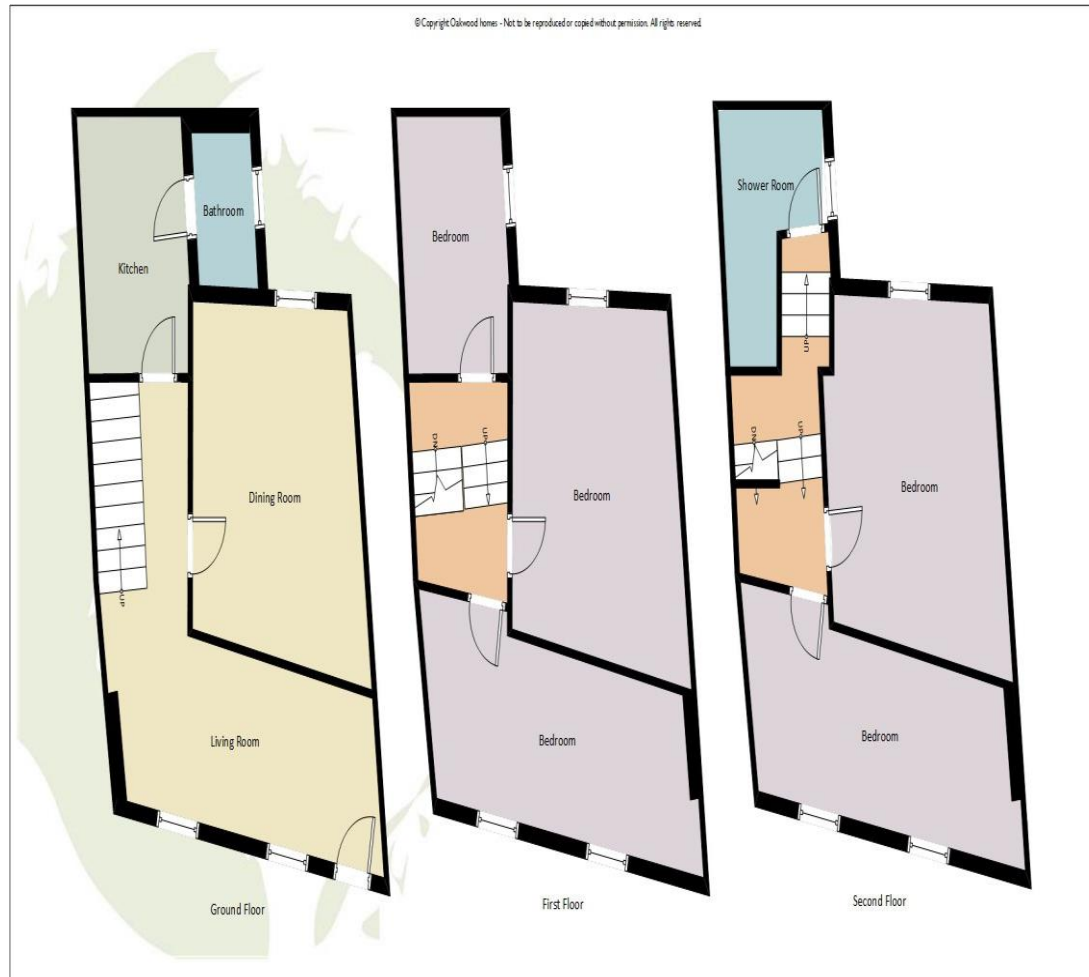 © Copyright Oakwood homes - Not to be reproduced or copied without permission. All rights reserved.
Bathroom
Kitchen
Dining Room
UP
Living Room
Ground Floor
Bedroom
DN
UP
Bedroom
Bedroom
First Floor
Shower Room
UP
DN
UP
Bedroom
Bedroom
Second Floor